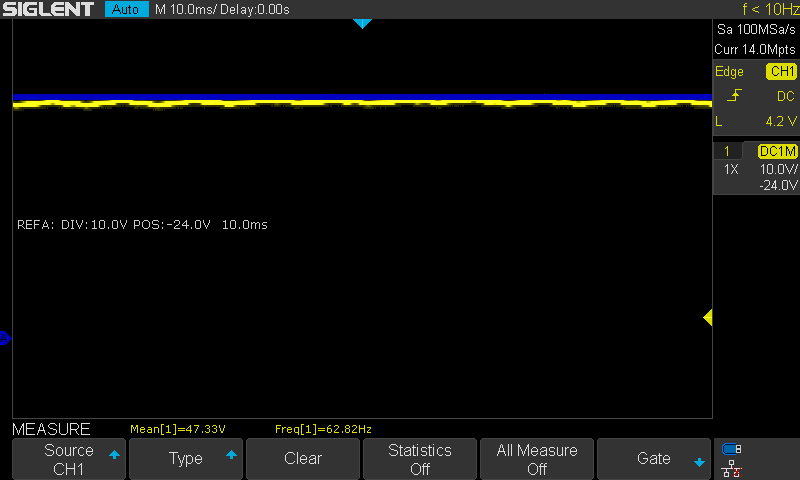 SIGLENT Auto M 10.0ms/ Delay:0.00s f < 10Hz
Sa 100MSa/s
Curr 14.0Mpts
Edge CH1
DC
L 4.2 V
1 DC1M
1X 10.0V/
-24.0V
REFA: DIV:10.0V POS:-24.0V 10.0ms
MEASURE Mean[1]=47.33V Freq[1]=62.82Hz
Source CH1
Type
Clear
Statistics Off
All Measure Off
Gate